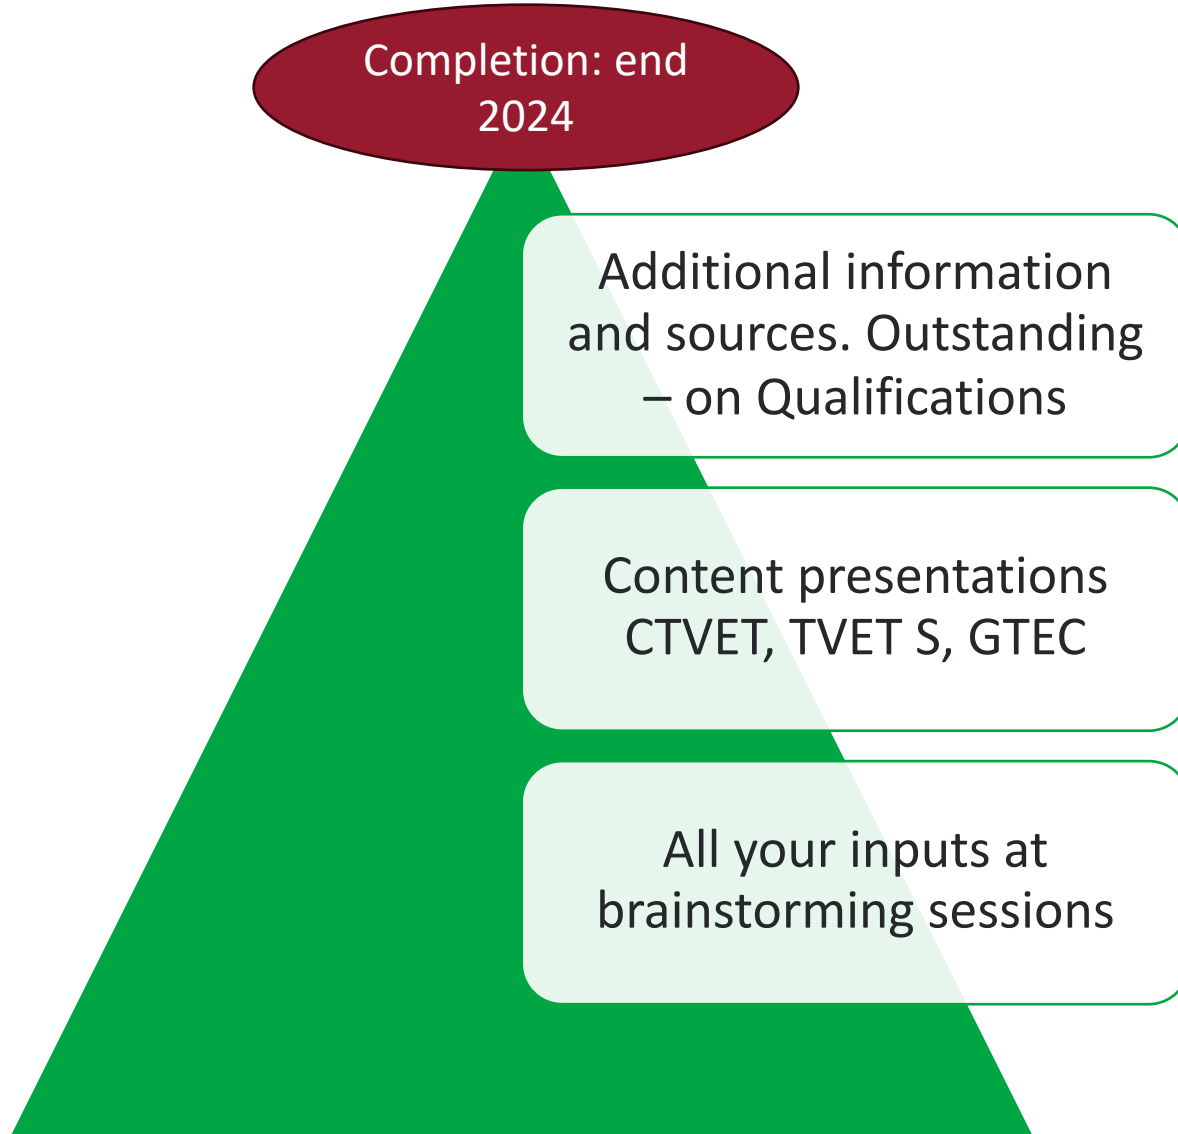 Completion: end
2024
Additional information
and sources. Outstanding
– on Qualifications
Content presentations
CTVET, TVET S, GTEC
All your inputs at
brainstorming sessions